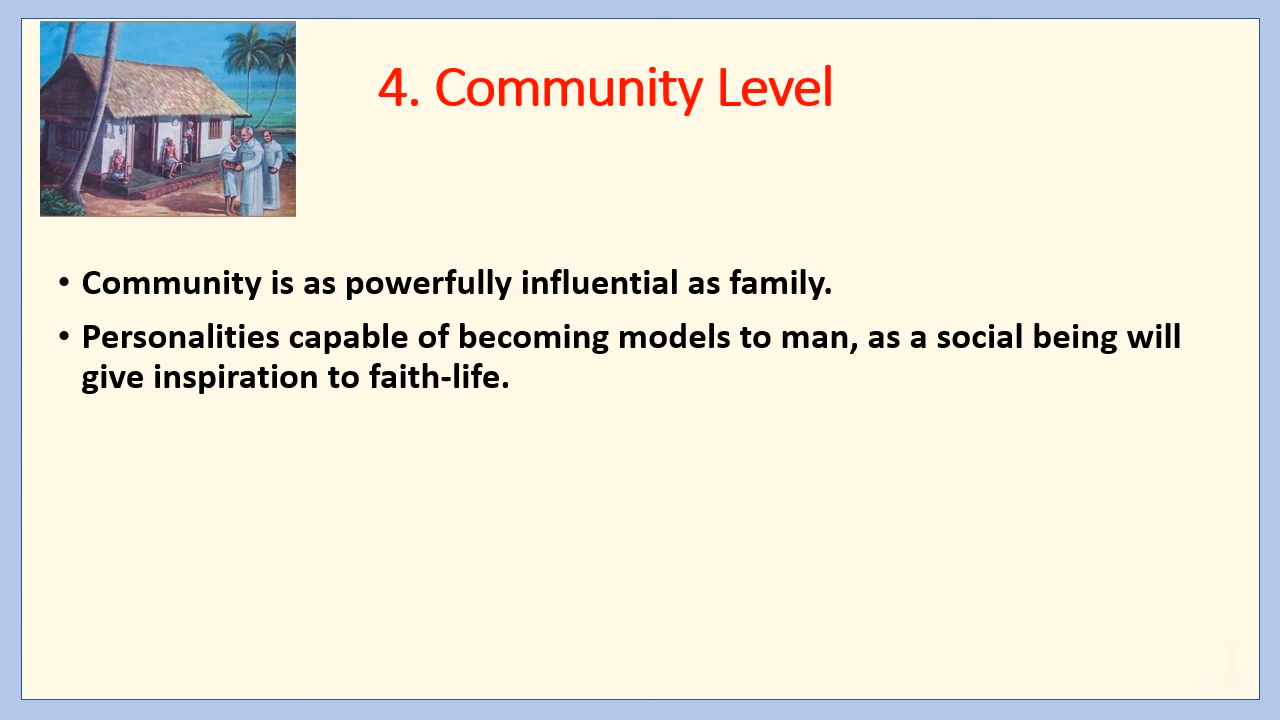 4. Community Level
• Community is as powerfully influential as family.
• Personalities capable of becoming models to man, as a social being will
give inspiration to faith-life.